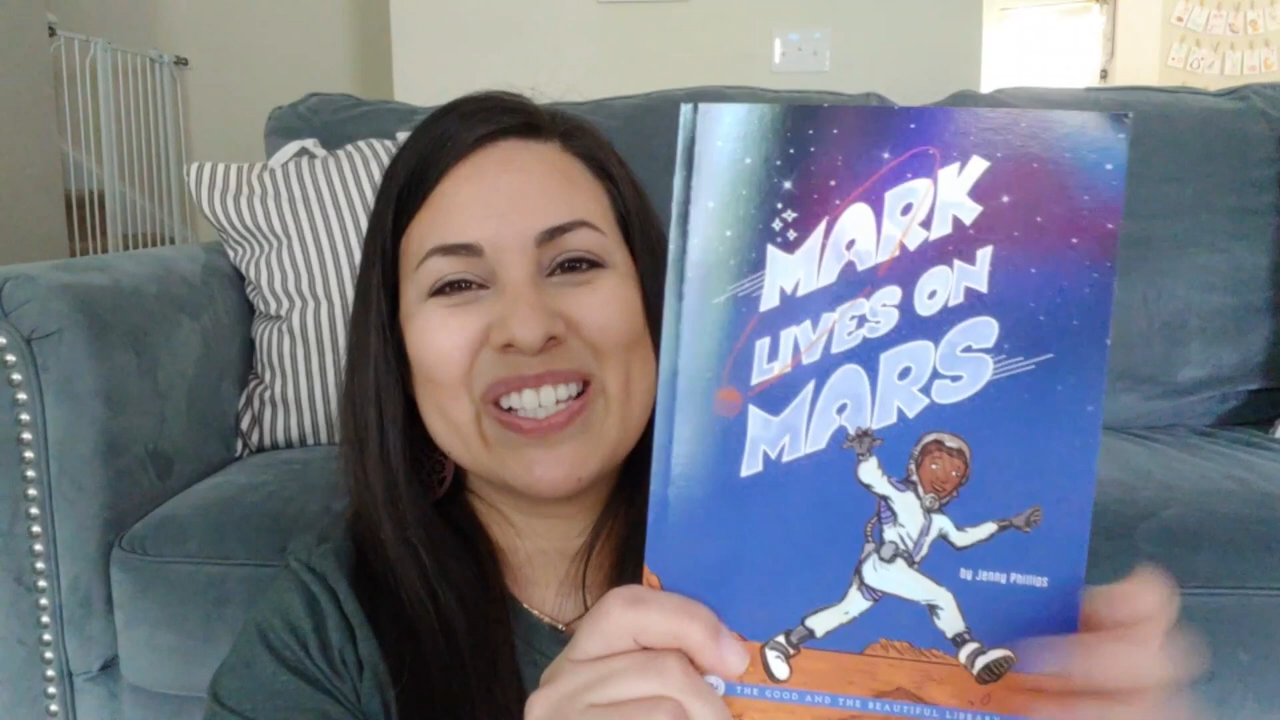 MARK
LIVES ON
MARS
by Jenny Phillips
THE GOOD AND THE BEAUTIFUL LIBRARY